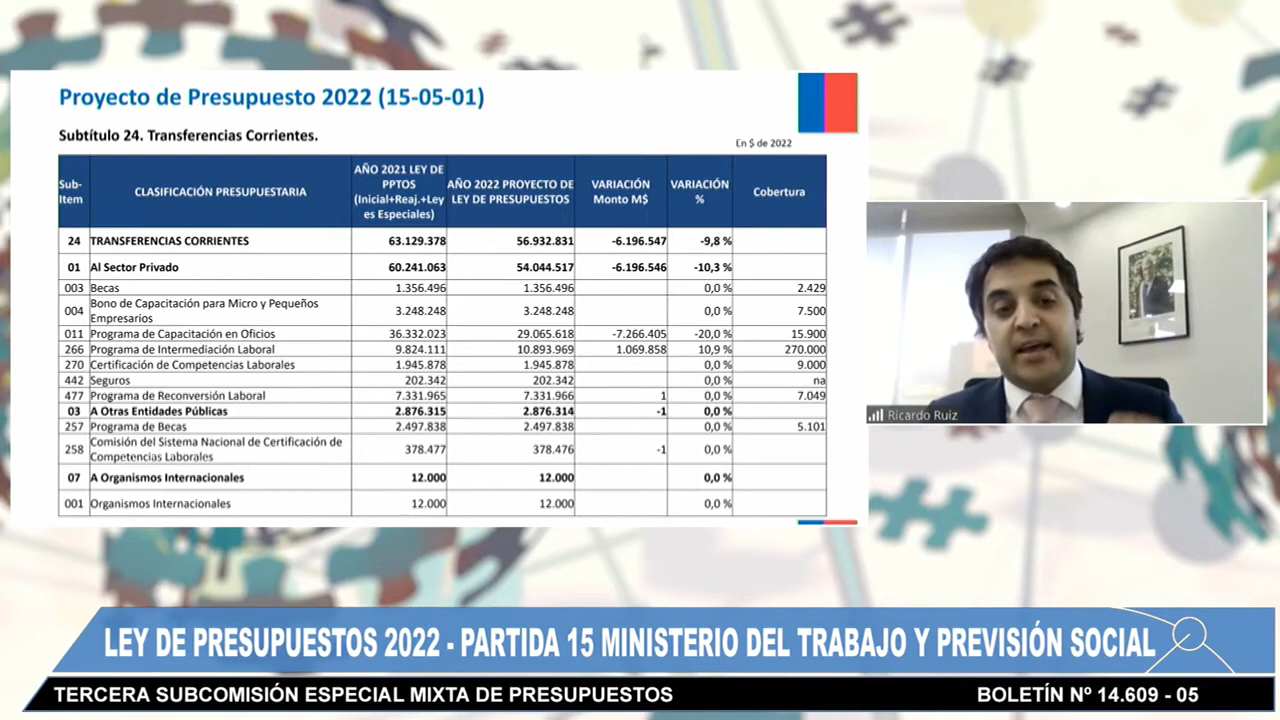 Proyecto de Presupuesto 2022 (15-05-01)
Subtítulo 24. Transferencias Corrientes.
En $ de 2022
Sub-Item CLASIFICACIÓN PRESUPUESTARIA AÑO 2021 LEY DE PPTOS (Inicial+Reaj.+Leyes Especiales) AÑO 2022 PROYECTO DE LEY DE PRESUPUESTOS VARIACIÓN Monto M$ VARIACIÓN % Cobertura
24 TRANSFERENCIAS CORRIENTES 63.129.378 56.932.831 -6.196.547 -9,8 %
01 Al Sector Privado 60.241.063 54.044.517 -6.196.546 -10,3 %
003 Becas 1.356.496 1.356.496 0,0 % 2.429
004 Bono de Capacitación para Micro y Pequeños Empresarios 3.248.248 3.248.248 0,0 % 7.500
011 Programa de Capacitación en Oficios 36.332.023 29.065.618 -7.266.405 -20,0 % 15.900
266 Programa de Intermediación Laboral 9.824.111 10.893.969 1.069.858 10,9 % 270.000
270 Certificación de Competencias Laborales 1.945.878 1.945.878 0,0 % 9.000
442 Seguros 202.342 202.342 0,0 % na
477 Programa de Reconversión Laboral 7.331.965 7.331.966 1 0,0 % 7.049
03 A Otras Entidades Públicas 2.876.315 2.876.314 -1 0,0 %
257 Programa de Becas 2.497.838 2.497.838 0,0 % 5.101
258 Comisión del Sistema Nacional de Certificación de Competencias Laborales 378.477 378.476 -1 0,0 %
07 A Organismos Internacionales 12.000 12.000 0,0 %
001 Organismos Internacionales 12.000 12.000 0,0 %
Ricardo Ruiz
LEY DE PRESUPUESTOS 2022 - PARTIDA 15 MINISTERIO DEL TRABAJO Y PREVISIÓN SOCIAL
TERCERA SUBCOMISIÓN ESPECIAL MIXTA DE PRESUPUESTOS BOLETÍN Nº 14.609 - 05